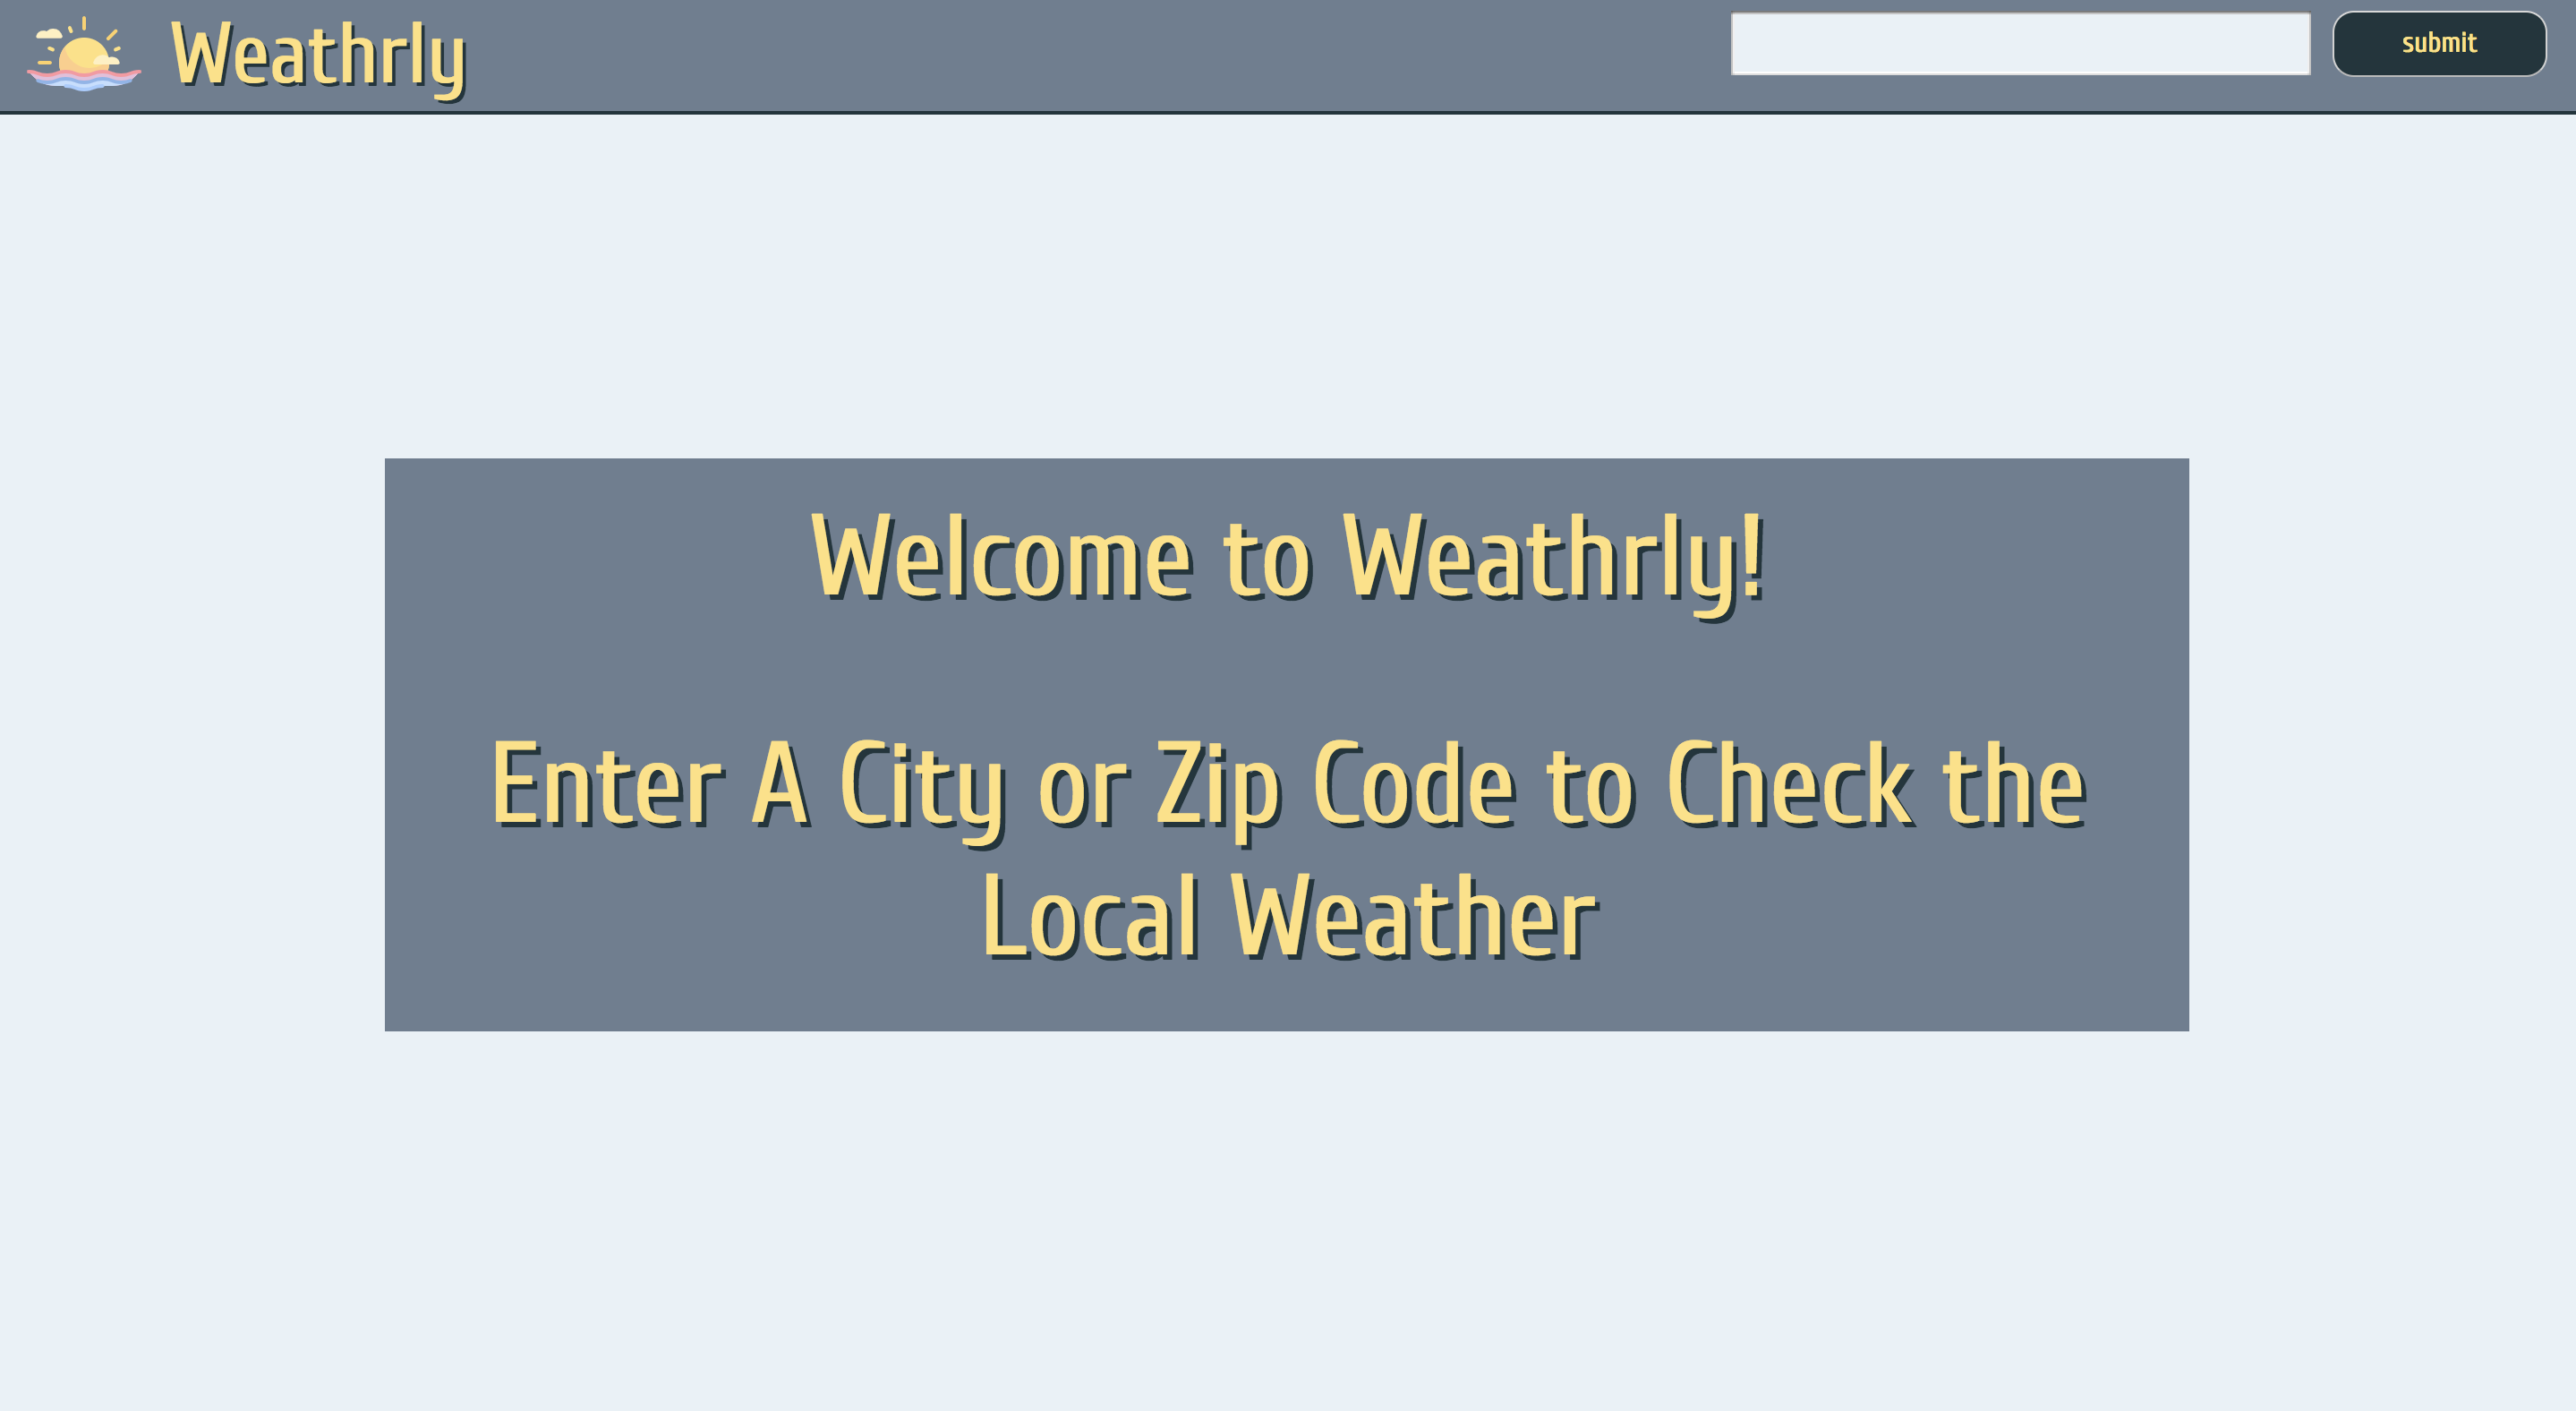 Weathrly
submit
Welcome to Weathrly!
Enter A City or Zip Code to Check the
Local Weather